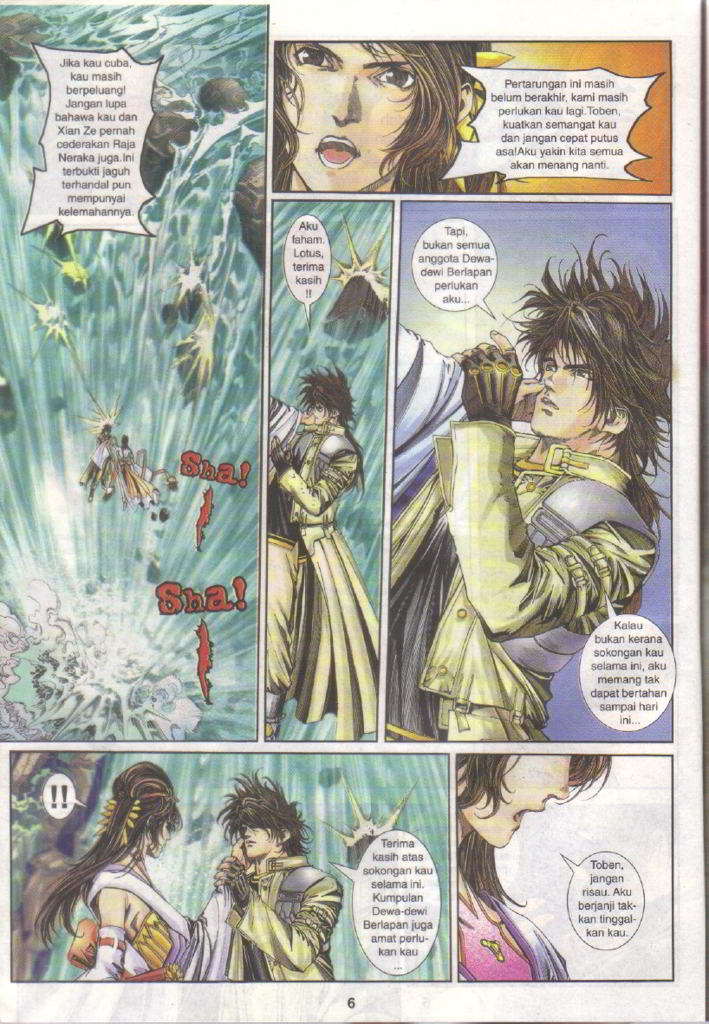 Jika kau cuba,
kau masih
berpeluang!
Jangan lupa
bahawa kau dan
Xian Ze pernah
cederakan Raja
Neraka juga.Ini
terbukti jaguh
terhandal pun
mempunyai
kelemahannya.
Pertarungan ini masih
belum berakhir, kami masih
perlukan kau lagi.Toben,
kuatkan semangat kau
dan jangan cepat putus
asa!Aku yakin kita semua
akan menang nanti.
Aku
faham.
Lotus,
terima
kasih
!!
Tapi,
bukan semua
anggota Dewa-
dewi Berlapan
perlukan
aku...
Sha!
Sha!
Kalau
bukan kerana
sokongan kau
selama ini, aku
memang tak
dapat bertahan
sampai hari
ini...
!!
Terima
kasih atas
sokongan kau
selama ini.
Kumpulan
Dewa-dewi
Berlapan juga
amat perlu-
kan kau
...
Toben,
jangan
risau. Aku
berjanji tak-
kan tinggal-
kan kau.
6